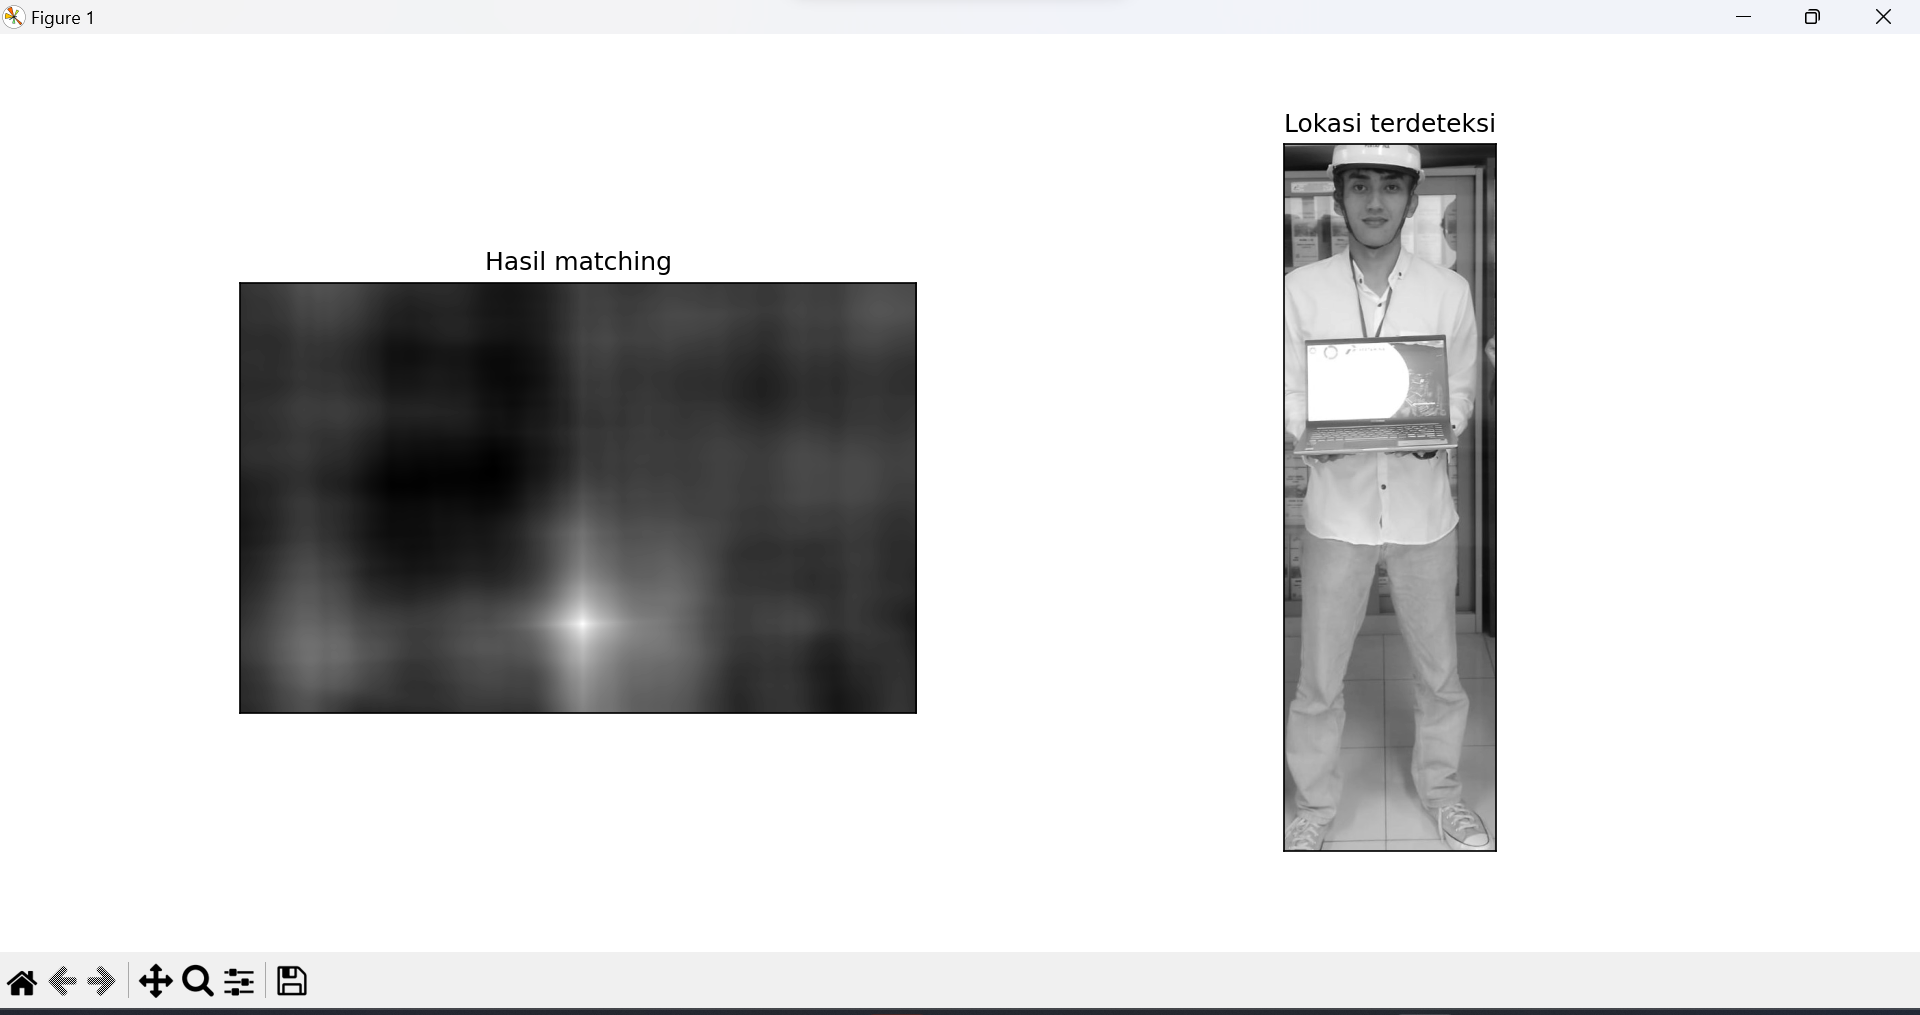 Figure 1
Lokasi terdeteksi
Hasil matching